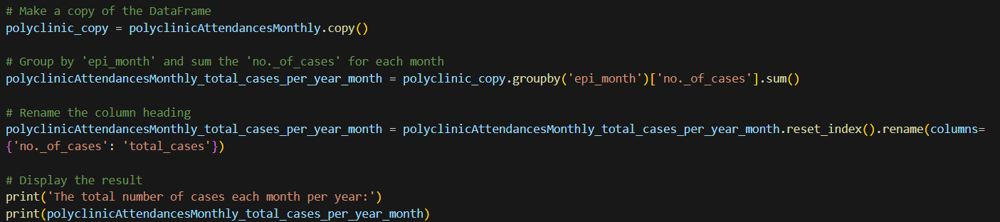 # Make a copy of the DataFrame
polyclinic_copy = polyclinicAttendancesMonthly.copy()
# Group by 'epi_month' and sum the 'no._of_cases' for each month
polyclinicAttendancesMonthly_total_cases_per_year_month = polyclinic_copy.groupby('epi_month')['no._of_cases'].sum()
# Rename the column heading
polyclinicAttendancesMonthly_total_cases_per_year_month = polyclinicAttendancesMonthly_total_cases_per_year_month.reset_index().rename(columns=
{'no._of_cases': 'total_cases'})
# Display the result
print('The total number of cases each month per year:')
print(polyclinicAttendancesMonthly_total_cases_per_year_month)